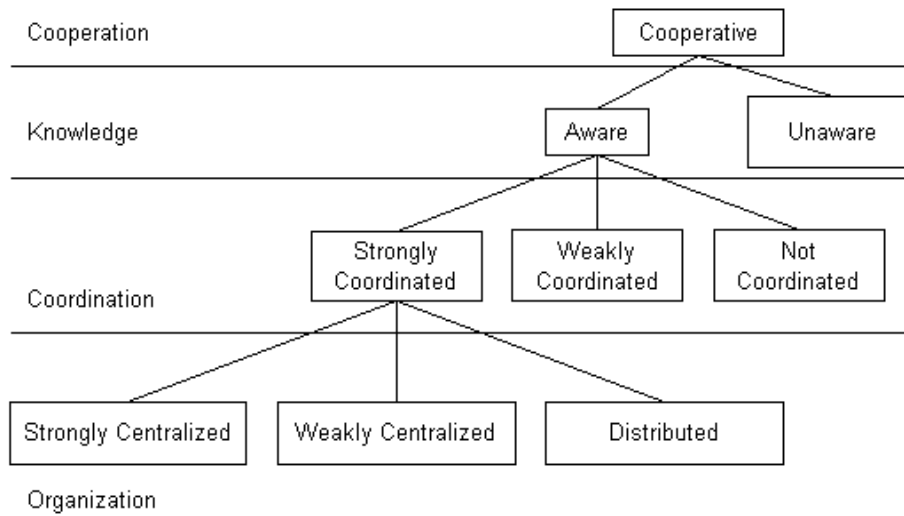 Cooperation
Cooperative
Knowledge
Aware
Unaware
Strongly
Coordinated
Weakly
Coordinated
Not
Coordinated
Coordination
Strongly Centralized
Weakly Centralized
Distributed
Organization